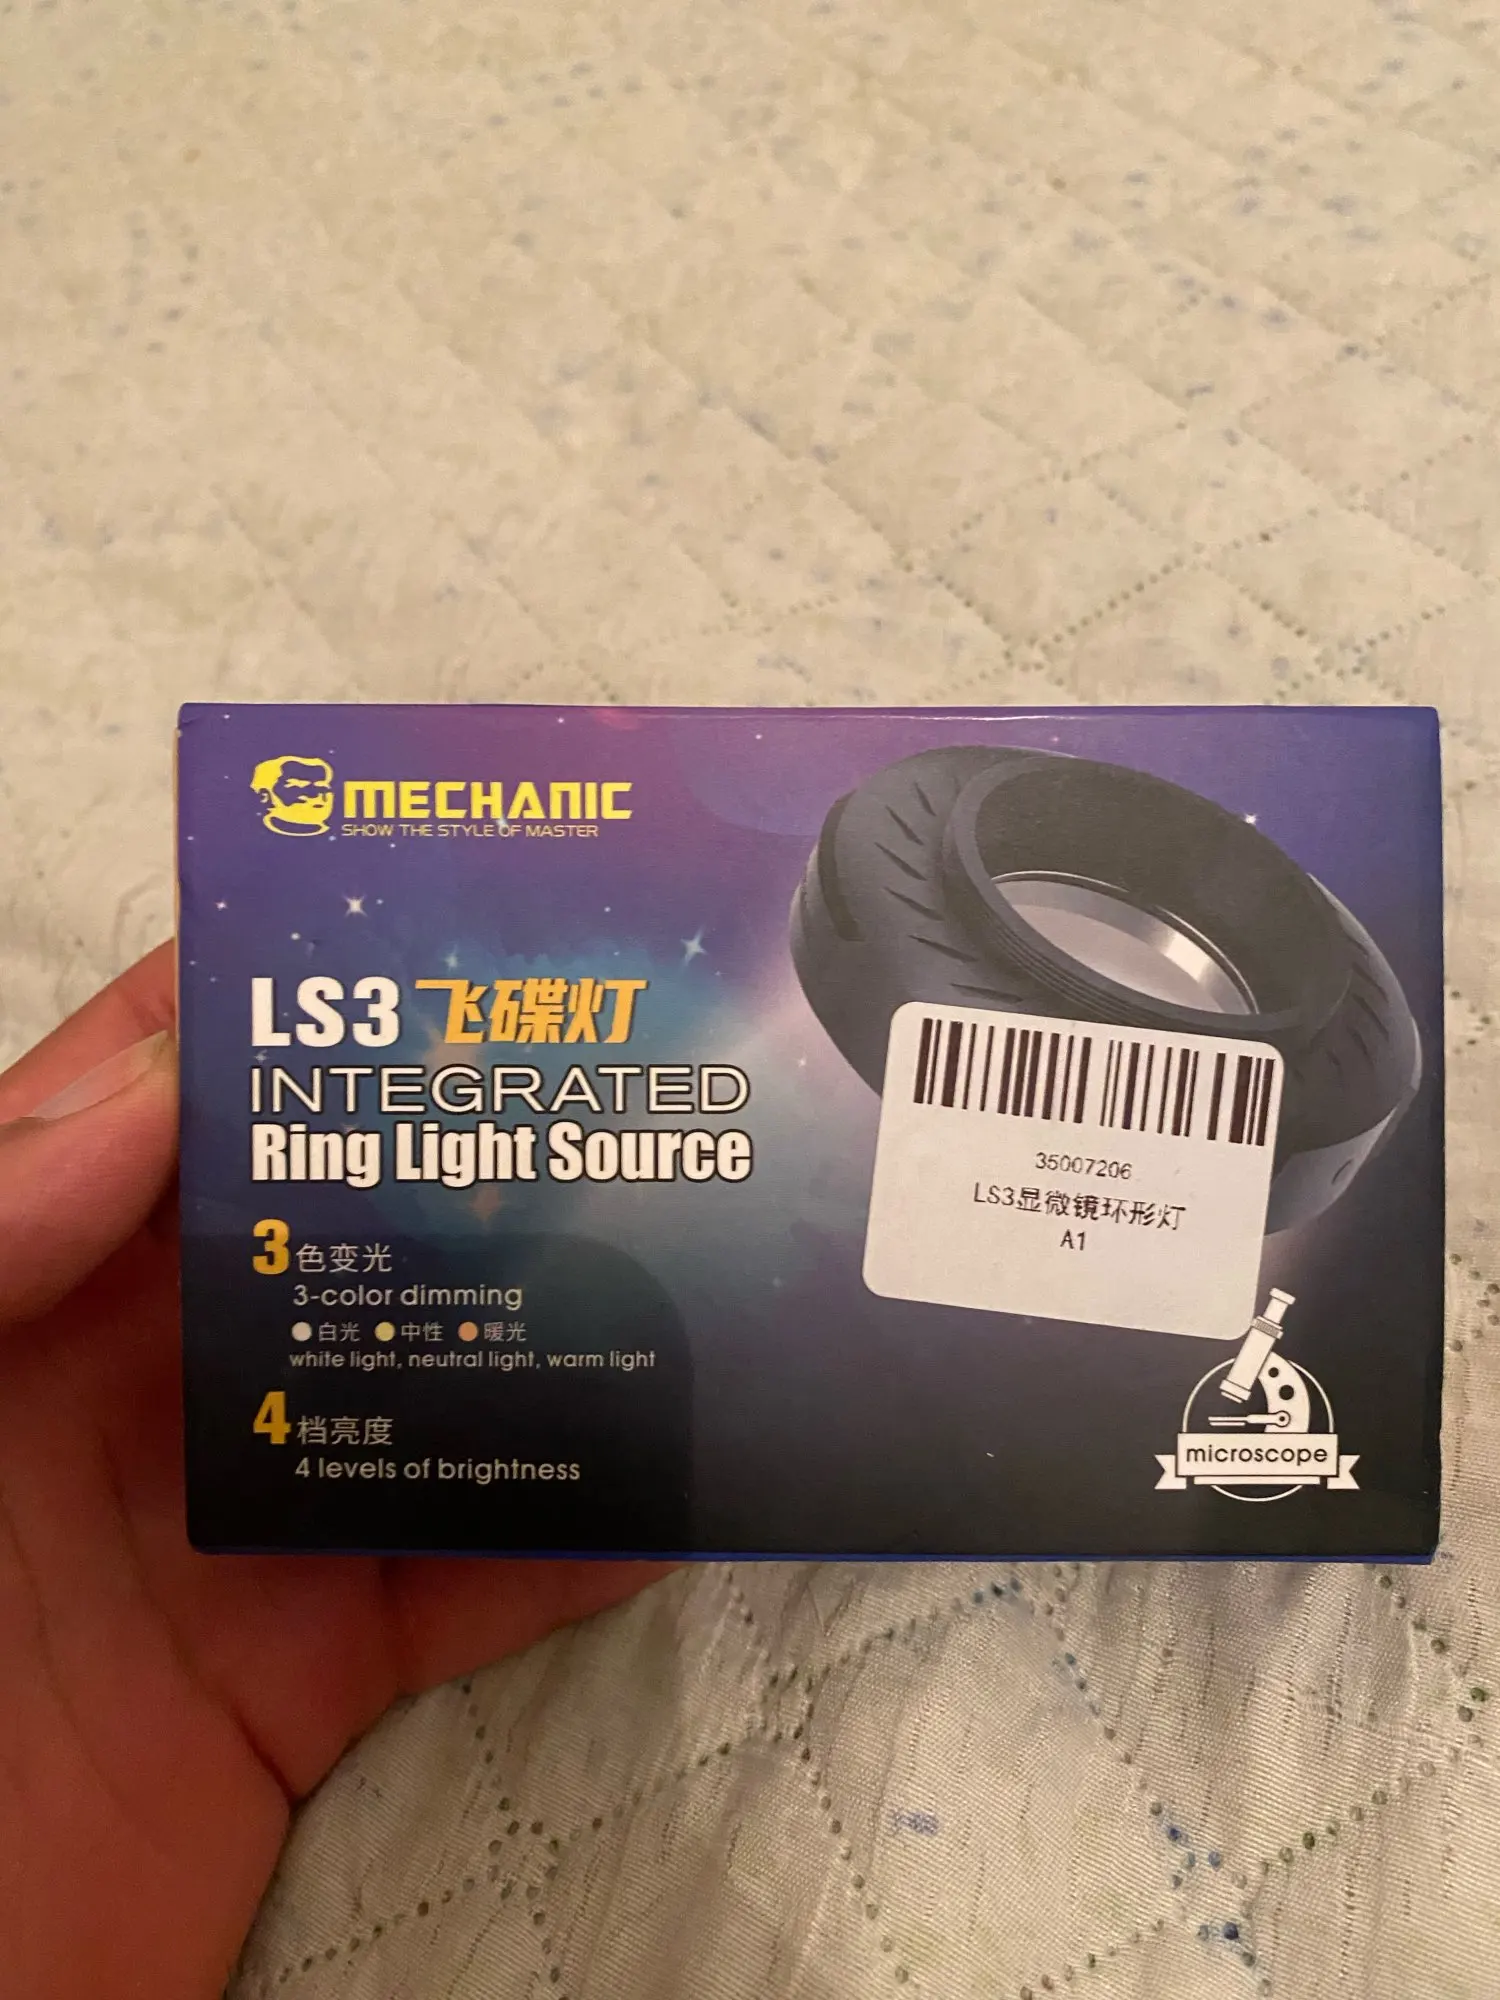 MECHANIC
SHOW THE STYLE OF MASTER
LS3 飞碟灯
INTEGRATED
Ring Light Source
3色变光
3-color dimming
白光 中性 暖光
white light, neutral light, warm light
4档亮度
4 levels of brightness
35007206
LS3显微镜环形灯
A1
microscope